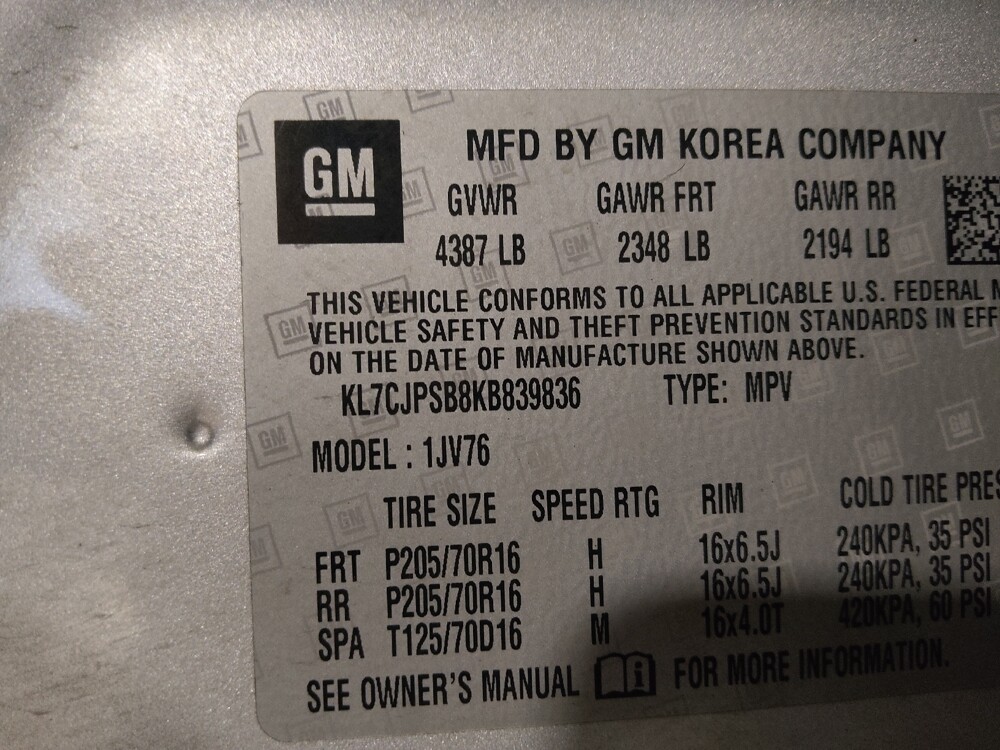 GM
MFD BY GM KOREA COMPANY
GVWR GAWR FRT GAWR RR
4387 LB 2348 LB 2194 LB
THIS VEHICLE CONFORMS TO ALL APPLICABLE U.S. FEDERAL
VEHICLE SAFETY AND THEFT PREVENTION STANDARDS IN EFF
ON THE DATE OF MANUFACTURE SHOWN ABOVE.
KL7CJPSB8KB839836 TYPE: MPV
MODEL : 1JV76
TIRE SIZE SPEED RTG RIM COLD TIRE PRES
FRT P205/70R16 H 16x6.5J 240KPA, 35 PSI
RR P205/70R16 H 16x6.5J 240KPA, 35 PSI
SPA T125/70D16 M 16x4.0T 420KPA, 60 PSI
SEE OWNER'S MANUAL FOR MORE INFORMATION.